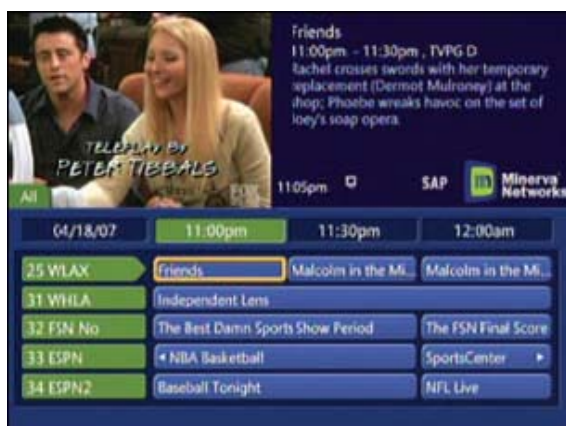 Friends
11:00pm - 11:30pm , TVPG D
Rachel crosses swords with her temporary
replacement (Dermot Mulroney) at the
shop; Phoebe wreaks havoc on the set of
Joey's soap opera.
TELEPLAY BY
PETER TIBBALS
FOX
11:05pm
SAP
m Minerva
Networks
All
04/18/07 11:00pm 11:30pm 12:00am
25 WLAX Friends Malcolm in the Mi... Malcolm in the Mi...
31 WHLA Independent Lens
32 FSN No The Best Damn Sports Show Period The FSN Final Score
33 ESPN NBA Basketball SportsCenter
34 ESPN2 Baseball Tonight NFL Live